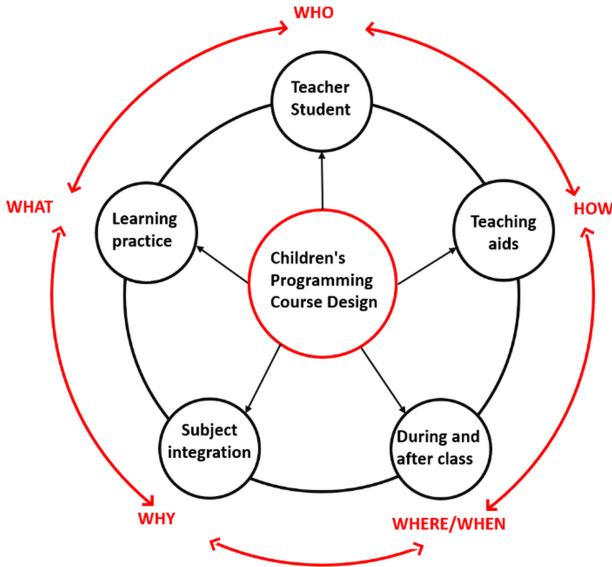 WHO
Teacher
Student
WHAT
Learning
practice
HOW
Teaching
aids
Children's
Programming
Course Design
Subject
integration
During and
after class
WHY
WHERE/WHEN